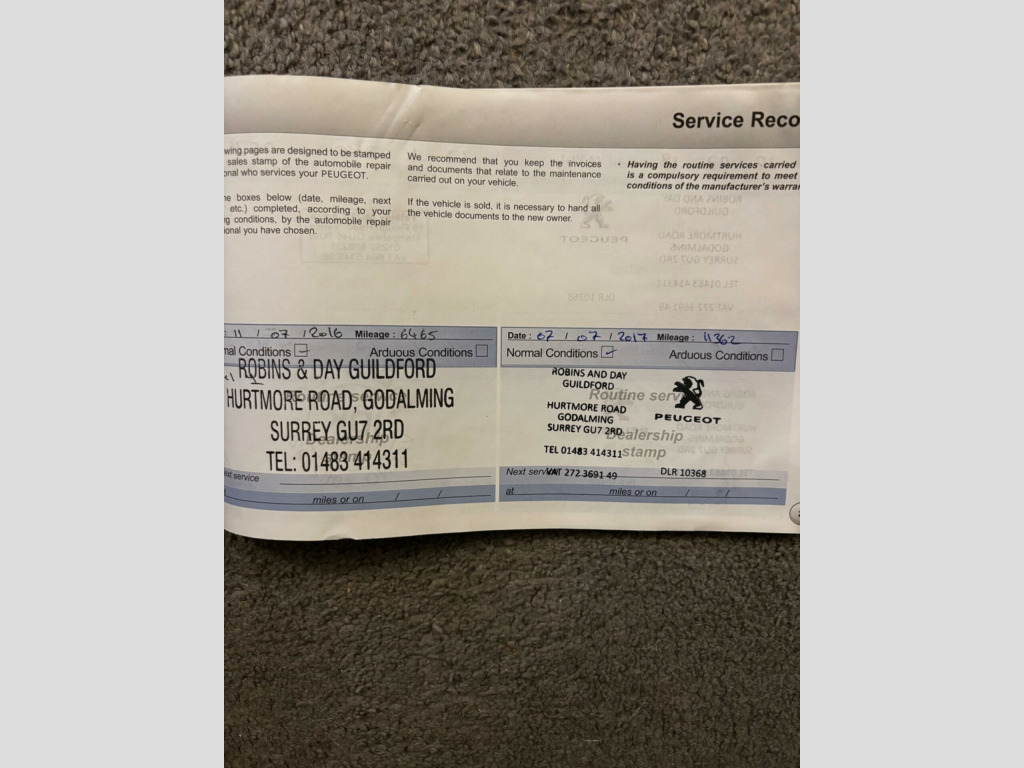 Service Reco
wing pages are designed to be stamped
sales stamp of the automobile repair
onal who services your PEUGEOT.
e boxes below (date, mileage, next
etc.) completed, according to your
g conditions, by the automobile repair
ional you have chosen.
We recommend that you keep the invoices
and documents that relate to the maintenance
carried out on your vehicle.
If the vehicle is sold, it is necessary to hand all
the vehicle documents to the new owner.
• Having the routine services carried
is a compulsory requirement to meet
conditions of the manufacturer's warra
: 11 / 07 / 2016 Mileage : 6465
nal Conditions Arduous Conditions
ROBINS & DAY GUILDFORD
HURTMORE ROAD, GODALMING
SURREY GU7 2RD
Dealership
TEL: 01483 414311
ext service
miles or on / /
Date : 07 / 07 / 2017 Mileage : 11362
Normal Conditions Arduous Conditions
ROBINS AND DAY
GUILDFORD
Routine serv
HURTMORE ROAD
GODALMING
PEUGEOT
SURREY GU7 2RD
Dealership
TEL 01483 414311
stamp
Next serv
VAT 272 3691 49
DLR 10368
at miles or on / /